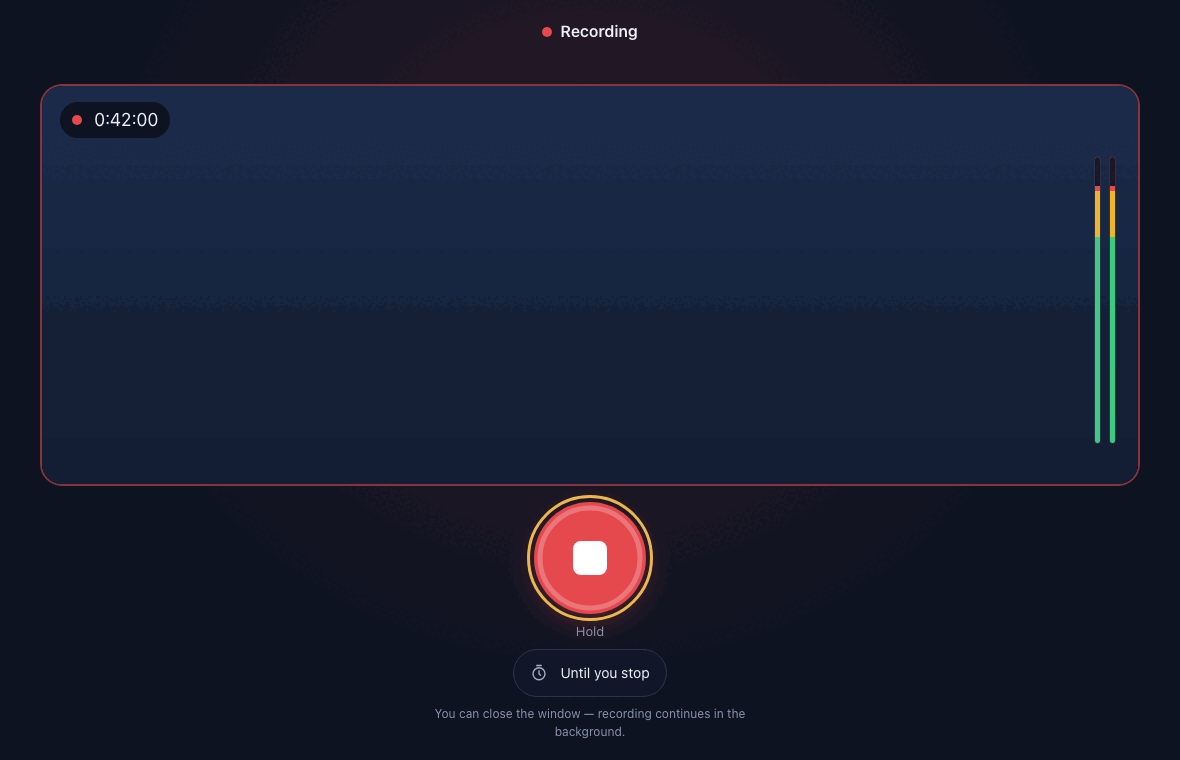 Recording
0:42:00
Hold
Until you stop
You can close the window — recording continues in the
background.